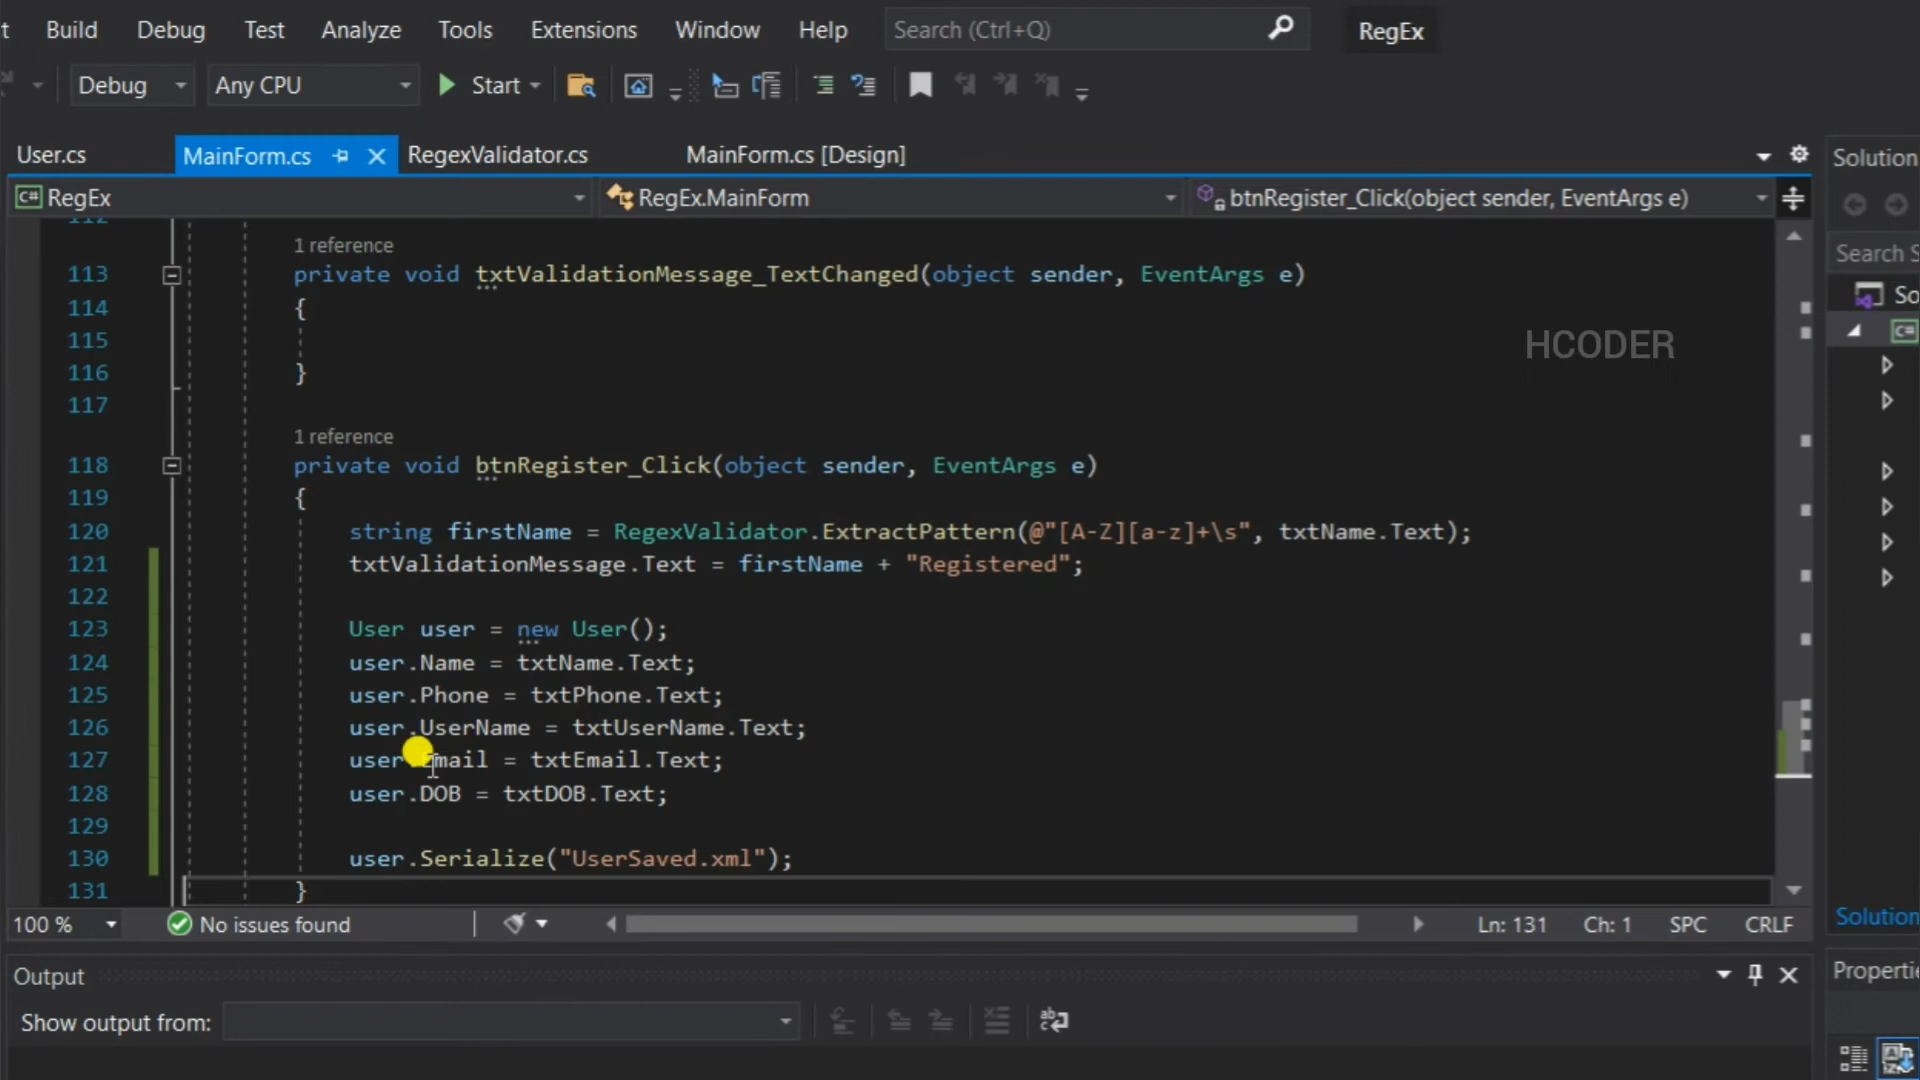 t Build Debug Test Analyze Tools Extensions Window Help Search (Ctrl+Q) RegEx
Debug Any CPU Start
User.cs MainForm.cs RegexValidator.cs MainForm.cs [Design] Solution
C# RegEx RegEx.MainForm btnRegister_Click(object sender, EventArgs e)
112
1 reference
Search S
113 private void txtValidationMessage_TextChanged(object sender, EventArgs e)
114 {
So
115
HCODER
116 }
117
1 reference
118 private void btnRegister_Click(object sender, EventArgs e)
119 {
120 string firstName = RegexValidator.ExtractPattern(@"[A-Z][a-z]+\s", txtName.Text);
121 txtValidationMessage.Text = firstName + "Registered";
122
123 User user = new User();
124 user.Name = txtName.Text;
125 user.Phone = txtPhone.Text;
126 user.UserName = txtUserName.Text;
127 user.Email = txtEmail.Text;
128 user.DOB = txtDOB.Text;
129
130 user.Serialize("UserSaved.xml");
131 }
100 % No issues found Ln: 131 Ch: 1 SPC CRLF
Solution
Output
Propertie
Show output from: